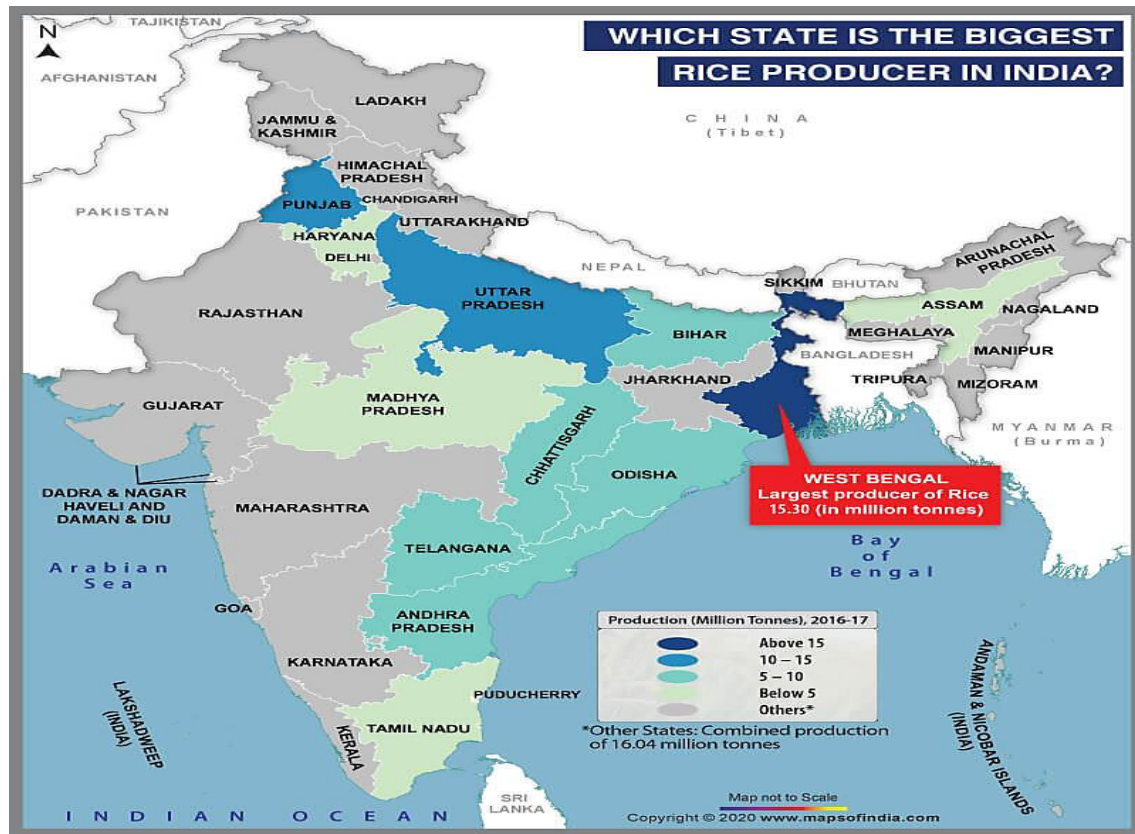 WHICH STATE IS THE BIGGEST
RICE PRODUCER IN INDIA?
N
TAJIKISTAN
AFGHANISTAN
LADAKH
JAMMU &
KASHMIR
C H I N A
(Tibet)
HIMACHAL
PRADESH
PUNJAB
CHANDIGARH
PAKISTAN
UTTARAKHAND
HARYANA
DELHI
ARUNACHAL
PRADESH
NEPAL
SIKKIM
BHUTAN
UTTAR
PRADESH
ASSAM
NAGALAND
RAJASTHAN
BIHAR
MEGHALAYA
MANIPUR
BANGLADESH
JHARKHAND
TRIPURA
MIZORAM
GUJARAT
MADHYA
PRADESH
CHHATTISGARH
M Y A N M A R
(Burma)
ODISHA
WEST BENGAL
Largest producer of Rice
15.30 (in million tonnes)
DADRA & NAGAR
HAVELI AND
DAMAN & DIU
MAHARASHTRA
TELANGANA
Bay
of
Bengal
Arabian
Sea
GOA
ANDHRA
PRADESH
KARNATAKA
PUDUCHERRY
TAMIL NADU
KERALA
LAKSHADWEEP
(INDIA)
ANDAMAN & NICOBAR ISLANDS
(INDIA)
Production (Million Tonnes), 2016-17
Above 15
10 – 15
5 – 10
Below 5
Others*
*Other States: Combined production
of 16.04 million tonnes
SRI
LANKA
I N D I A N O C E A N
Map not to Scale
Copyright © 2020 www.mapsofindia.com